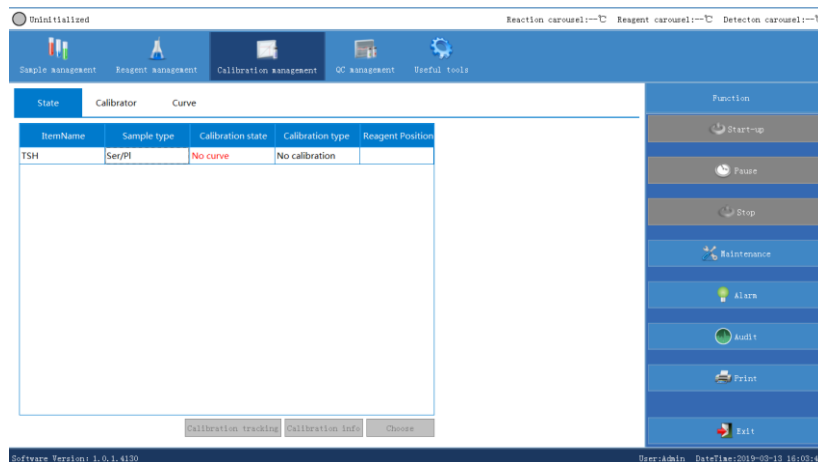 Uninitialized Reaction carousel:--℃ Reagent carousel:--℃ Detecton carousel:--℃
Sample management Reagent management Calibration management QC management Useful tools
State Calibrator Curve
Function
ItemName Sample type Calibration state Calibration type Reagent Position
TSH Ser/Pl No curve No calibration
Start-up
Pause
Stop
Maintenance
Alarm
Audit
Print
Calibration tracking Calibration info Choose
Exit
Software Version: 1.0.1.4130 User:Admin DateTime:2019-03-13 16:03:4